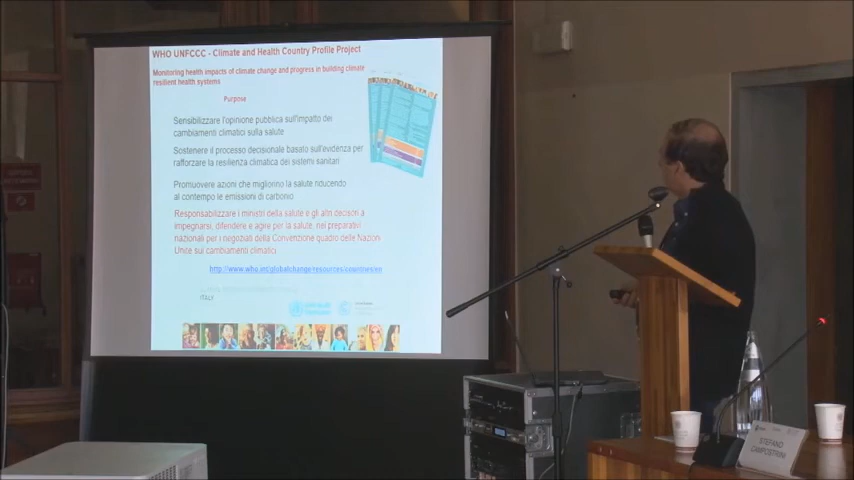 WHO UNFCCC - Climate and Health Country Profile Project
Monitoring health impacts of climate change and progress in building climate
resilient health systems
Purpose
Sensibilizzare l'opinione pubblica sull'impatto dei
cambiamenti climatici sulla salute
Sostenere il processo decisionale basato sull'evidenza per
rafforzare la resilienza climatica dei sistemi sanitari
Promuovere azioni che migliorino la salute riducendo
al contempo le emissioni di carbonio
Responsabilizzare i ministri della salute e gli altri decisori a
impegnarsi, difendere e agire per la salute, nei preparativi
nazionali per i negoziati della Convenzione quadro delle Nazioni
Unite sui cambiamenti climatici
http://www.who.int/globalchange/resources/countries/en
ITALY
STEFANO
CAMPOSTRINI